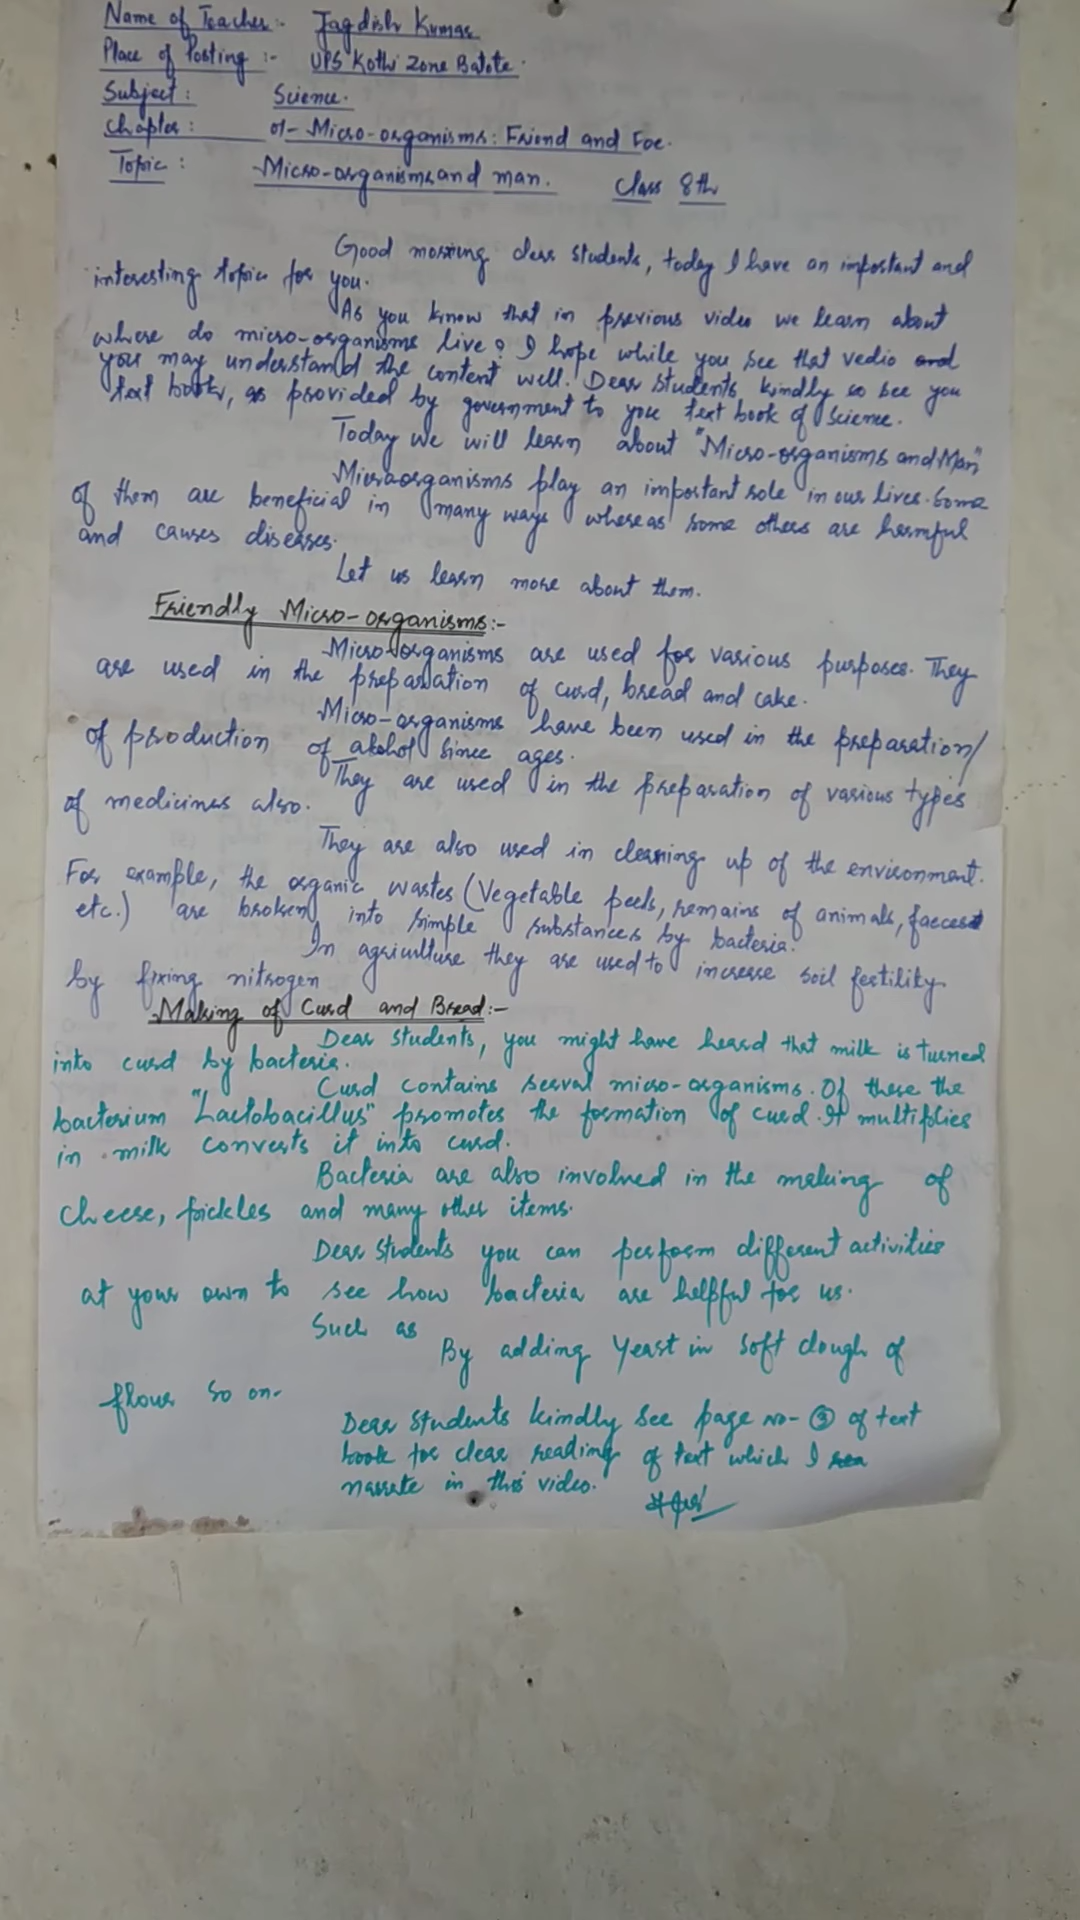 Name of Teacher:- Jagdish Kumar
Place of Posting :- UPS Kothi Zone Batote.
Subject: Science.
Chapter: 01- Micro-organisms: Friend and Foe.
Topic: Micro-organisms and man. Class 8th
Good morning dear students, today I have an important and
interesting topic for you.
As you know that in previous video we learn about
where do micro-organisms live? I hope while you see that vedio and
you may understand the content well. Dear students kindly so see you
text book, as provided by government to you text book of Science.
Today we will learn about "Micro-organisms and Man"
Microorganisms play an important role in our lives. Some
of them are beneficial in many ways whereas some others are harmful
and causes diseases.
Let us learn more about them.
Friendly Micro-organisms:-
Micro-organisms are used for various purposes. They
are used in the preparation of curd, bread and cake.
Micro-organisms have been used in the preparation/
of production of akohol since ages.
They are used in the preparation of various types
of medicines also.
They are also used in cleaning up of the environment.
For example, the organic wastes (Vegetable peels, remains of animals, faeces
etc.) are broken into simple substances by bacteria.
In agriculture they are used to increase soil fertility
by fixing nitrogen
Making of Curd and Bread:-
Dear Students, you might have heard that milk is turned
into curd by bacteria.
Curd contains serval micro-organisms. Of these the
bacterium "Lactobacillus" promotes the formation of curd. It multiplies
in milk converts it into curd.
Bacteria are also involved in the making of
cheese, pickles and many other items.
Dear Students you can perform different activities
at your own to see how bacteria are helpful for us.
Such as
By adding Yeast in soft dough of
flour so on-
Dear Students kindly see page no- 3 of text
book for clear reading of text which I
narrate in this video.